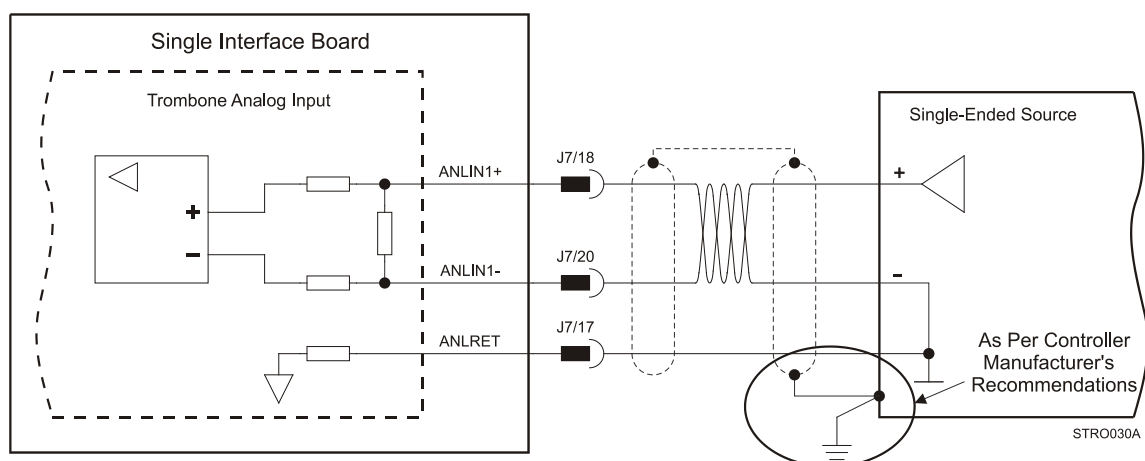 Single Interface Board
Trombone Analog Input
+
-
ANLIN1+
ANLIN1-
ANLRET
J7/18
J7/20
J7/17
Single-Ended Source
+
-
As Per Controller
Manufacturer's
Recommendations
STRO030A